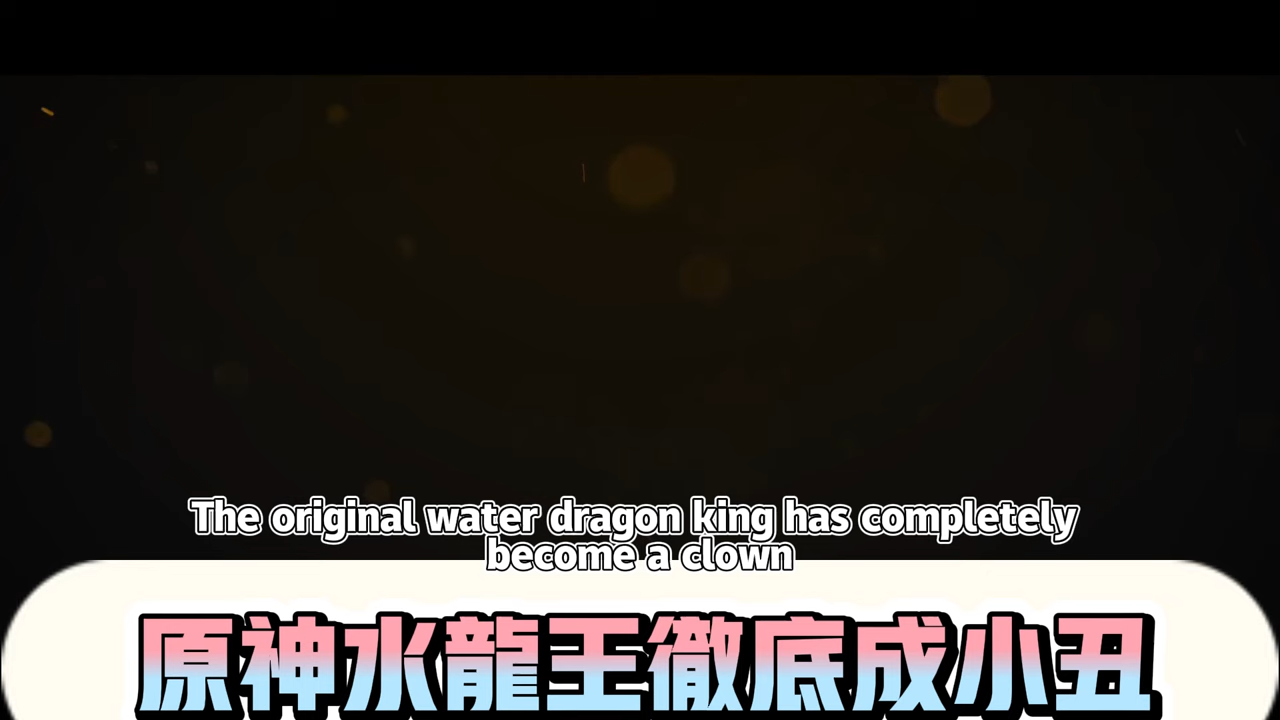 The original water dragon king has completely
become a clown
原神水龍王徹底成小丑